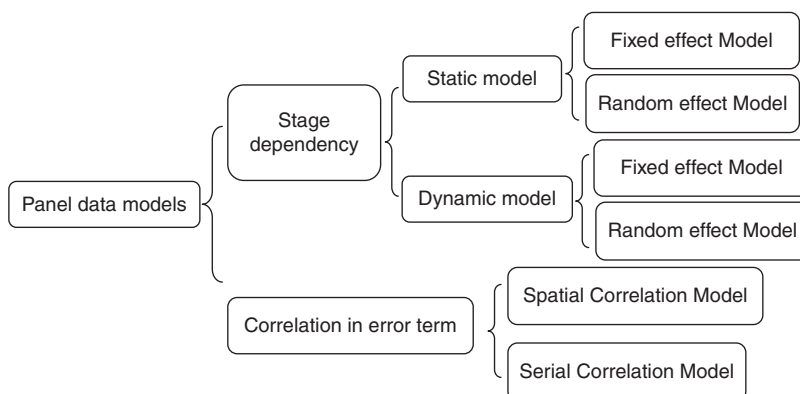 Panel data models
Stage
dependency
Static model
Fixed effect Model
Random effect Model
Dynamic model
Fixed effect Model
Random effect Model
Correlation in error term
Spatial Correlation Model
Serial Correlation Model